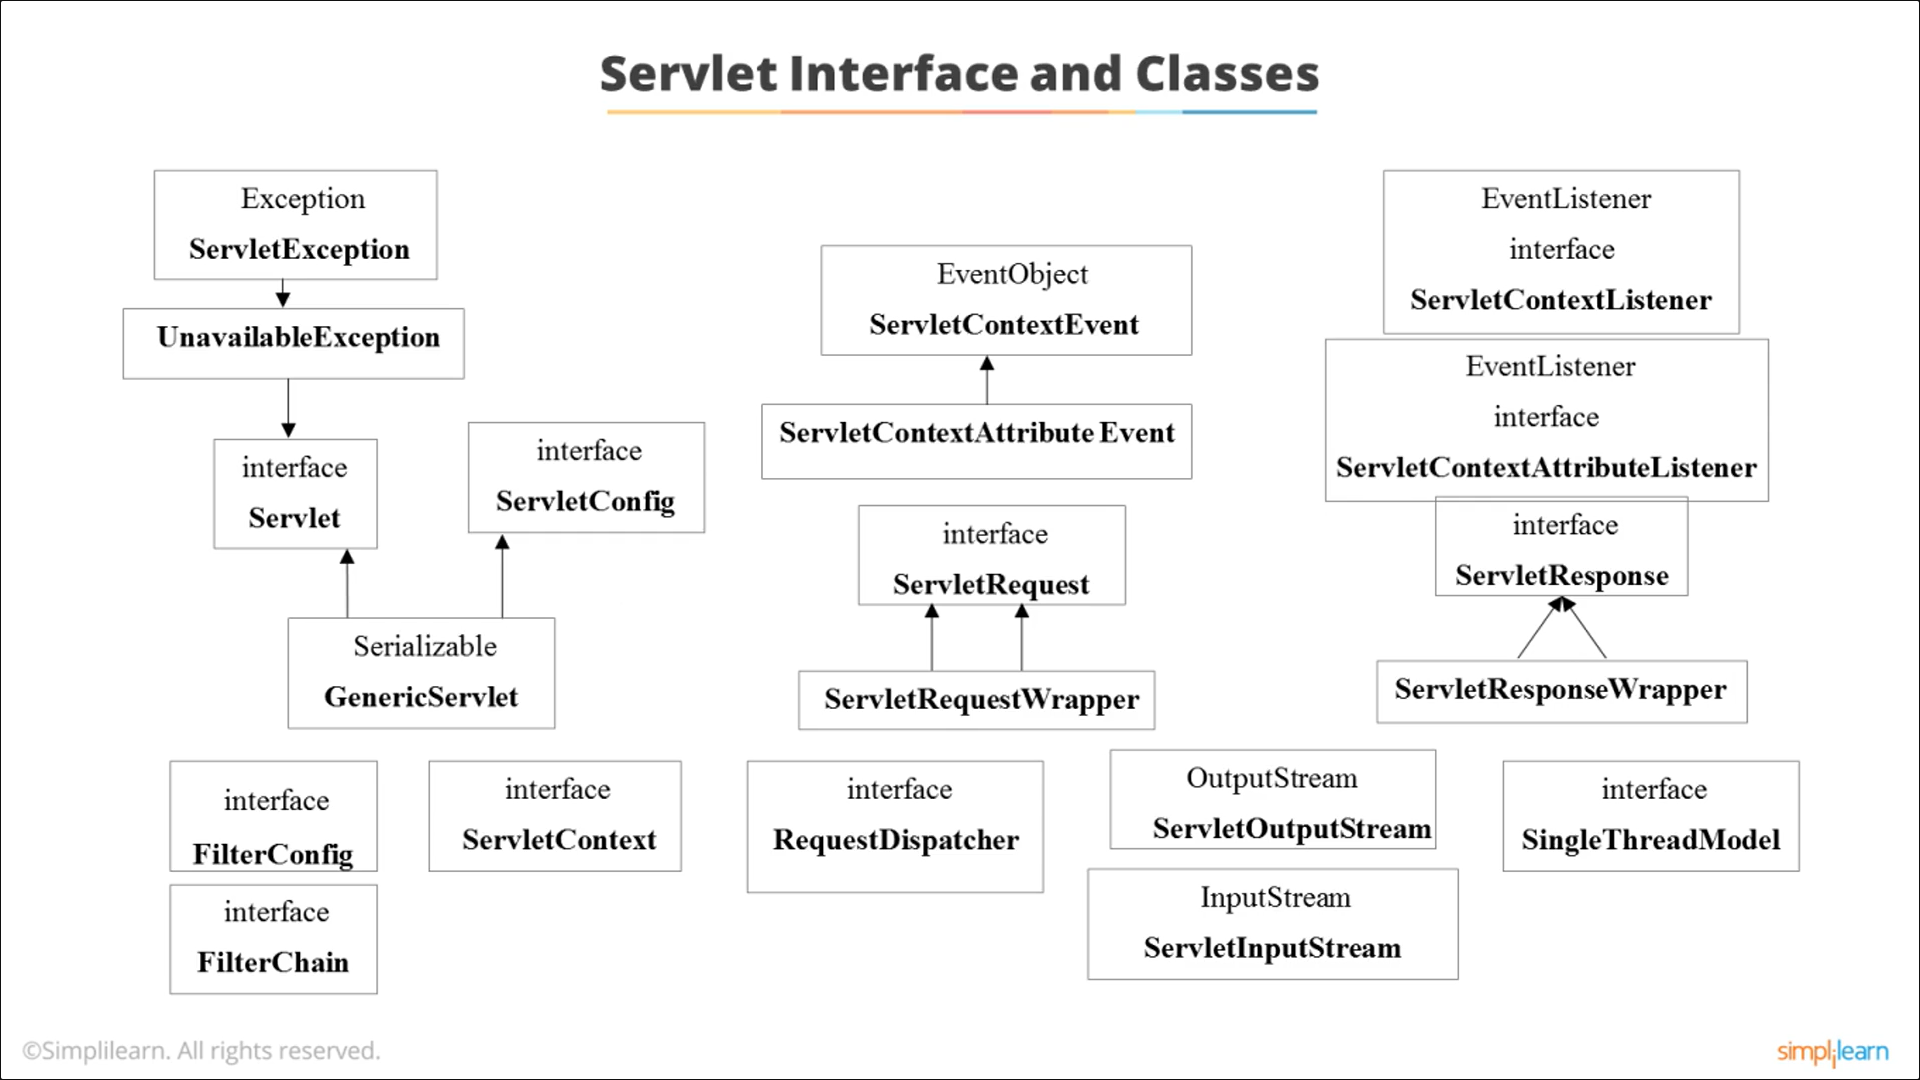 Servlet Interface and Classes
Exception
ServletException
UnavailableException
interface
Servlet
interface
ServletConfig
Serializable
GenericServlet
EventObject
ServletContextEvent
ServletContextAttribute Event
interface
ServletRequest
ServletRequestWrapper
EventListener
interface
ServletContextListener
EventListener
interface
ServletContextAttributeListener
interface
ServletResponse
ServletResponseWrapper
interface
FilterConfig
interface
FilterChain
interface
ServletContext
interface
RequestDispatcher
OutputStream
ServletOutputStream
InputStream
ServletInputStream
interface
SingleThreadModel
©Simplilearn. All rights reserved.
simplilearn